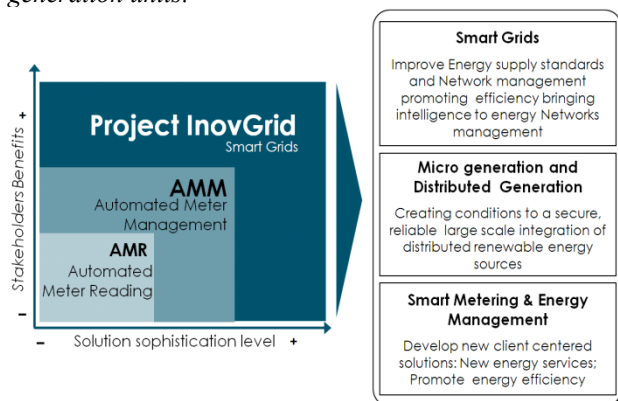 generation units.
Project InovGrid
Smart Grids
AMM
Automated Meter
Management
AMR
Automated
Meter Reading
Stakeholders Benefits
+
–
– Solution sophistication level +
Smart Grids
Improve Energy supply standards
and Network management
promoting efficiency bringing
intelligence to energy Networks
management
Micro generation and
Distributed Generation
Creating conditions to a secure,
reliable large scale integration of
distributed renewable energy
sources
Smart Metering & Energy
Management
Develop new client centered
solutions: New energy services;
Promote energy efficiency